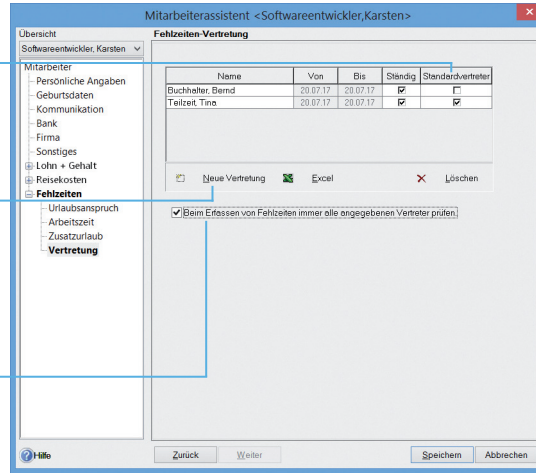 Mitarbeiterassistent <Softwareentwickler,Karsten>
Übersicht
Softwareentwickler, Karsten
Mitarbeiter
Persönliche Angaben
Geburtsdaten
Kommunikation
Bank
Firma
Sonstiges
Lohn + Gehalt
Reisekosten
Fehlzeiten
Urlaubsanspruch
Arbeitszeit
Zusatzurlaub
Vertretung
Fehlzeiten-Vertretung
Name Von Bis Ständig Standardvertreter
Buchhalter, Bernd 20.07.17 20.07.17
Teilzeit, Tina 20.07.17 20.07.17
Neue Vertretung Excel Löschen
Beim Erfassen von Fehlzeiten immer alle angegebenen Vertreter prüfen.
Hilfe Zurück Weiter Speichern Abbrechen